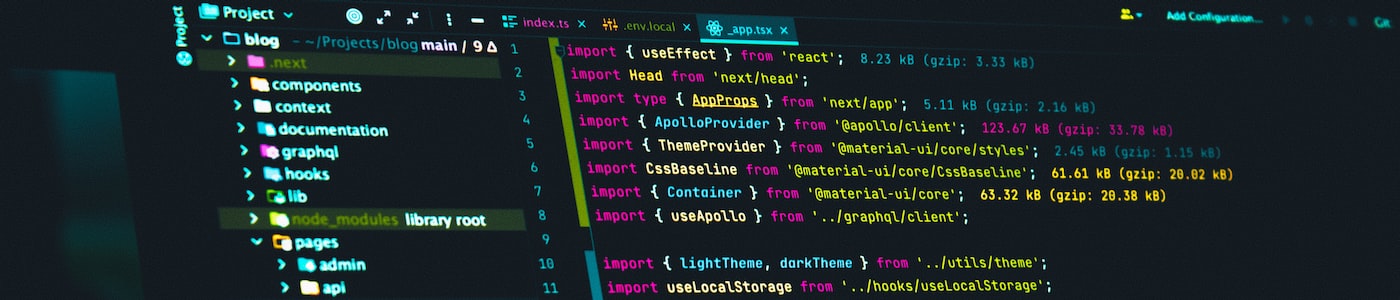 Project
Project
index.ts
.env.local
_app.tsx
Add Configuration...
blog ~/Projects/blog main / 9 Δ
.next
components
context
documentation
graphql
hooks
lib
node_modules library root
pages
admin
api
1 import { useEffect } from 'react'; 8.23 kB (gzip: 3.33 kB)
2 import Head from 'next/head';
3 import type { AppProps } from 'next/app'; 5.11 kB (gzip: 2.16 kB)
4 import { ApolloProvider } from '@apollo/client'; 123.67 kB (gzip: 33.78 kB)
5 import { ThemeProvider } from '@material-ui/core/styles'; 2.45 kB (gzip: 1.15 kB)
6 import CssBaseline from '@material-ui/core/CssBaseline'; 61.61 kB (gzip: 20.02 kB)
7 import { Container } from '@material-ui/core'; 63.32 kB (gzip: 20.38 kB)
8 import { useApollo } from '../graphql/client';
9
10 import { lightTheme, darkTheme } from '../utils/theme';
11 import useLocalStorage from '../hooks/useLocalStorage';